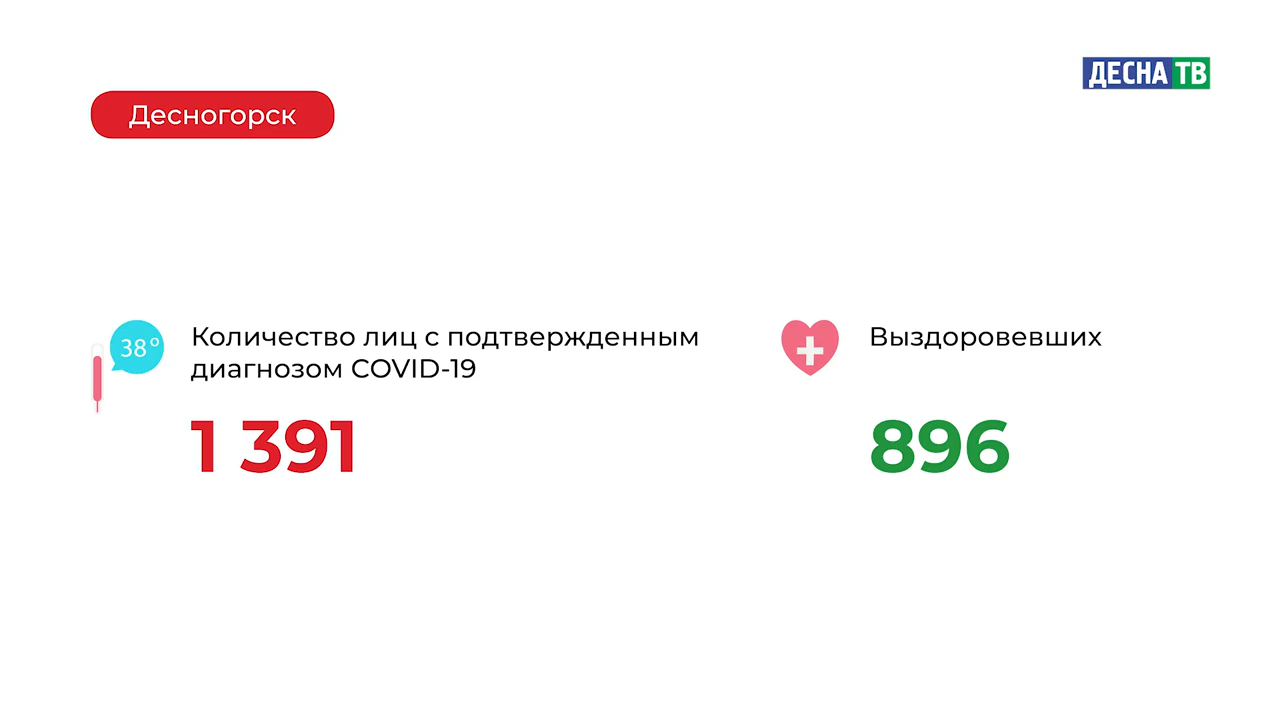 ДЕСНА ТВ
Десногорск
38°
Количество лиц с подтвержденным
диагнозом COVID-19
1 391
Выздоровевших
896